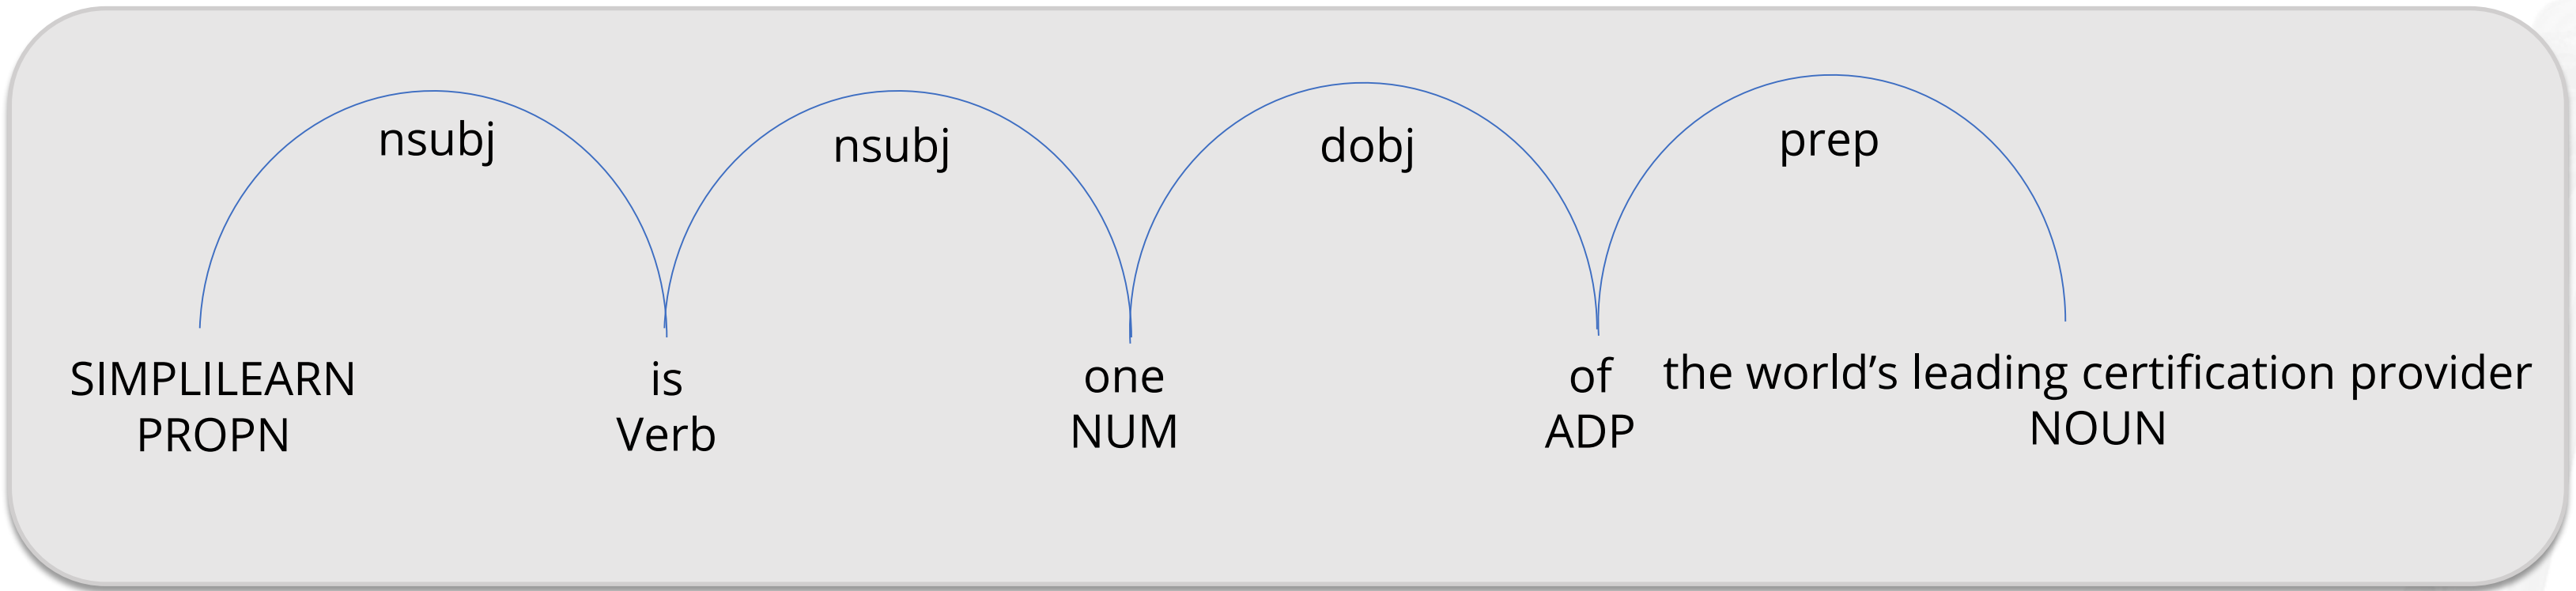 nsubj nsubj dobj prep
SIMPLILEARN is one of the world’s leading certification provider
PROPN Verb NUM ADP NOUN